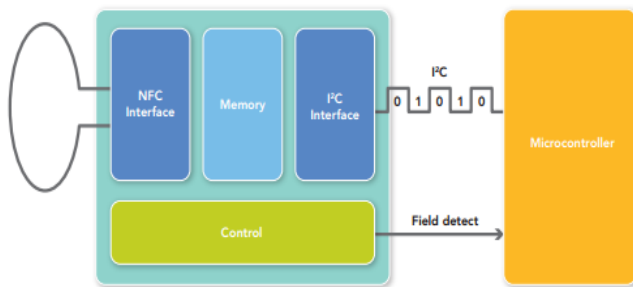 NFC
Interface
Memory
I²C
Interface
I²C
0 1 0 1 0
Microcontroller
Control
Field detect